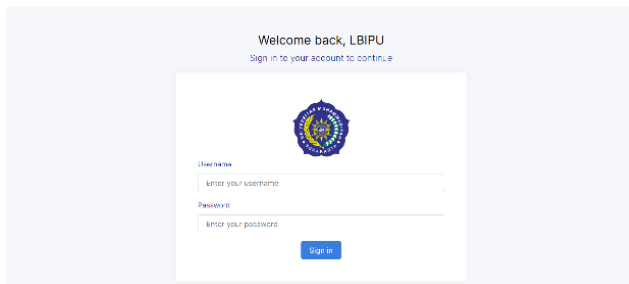 Welcome back, LBIPU
Sign in to your account to continue
Username
Enter your username
Password
Enter your password
Sign in